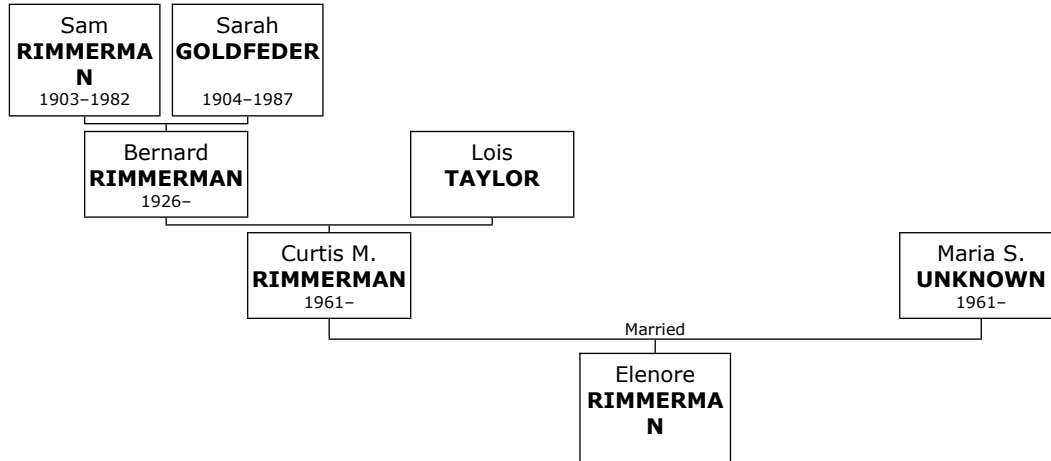 Sam
RIMMERMA
N
1903–1982
Sarah
GOLDFEDER
1904–1987
Bernard
RIMMERMAN
1926–
Lois
TAYLOR
Curtis M.
RIMMERMAN
1961–
Maria S.
UNKNOWN
1961–
Married
Elenore
RIMMERMA
N